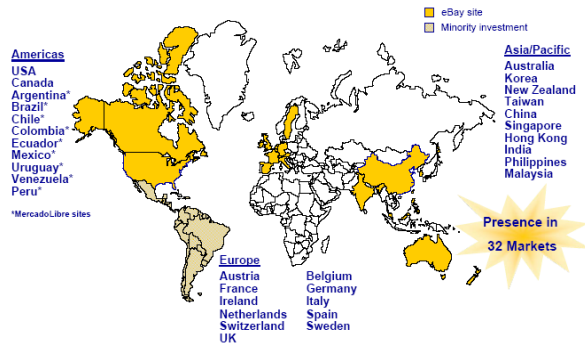 eBay site
Minority investment
Americas
USA
Canada
Argentina*
Brazil*
Chile*
Colombia*
Ecuador*
Mexico*
Uruguay*
Venezuela*
Peru*
*MercadoLibre sites
Asia/Pacific
Australia
Korea
New Zealand
Taiwan
China
Singapore
Hong Kong
India
Philippines
Malaysia
Presence in
32 Markets
Europe
Austria
France
Ireland
Netherlands
Switzerland
UK
Belgium
Germany
Italy
Spain
Sweden